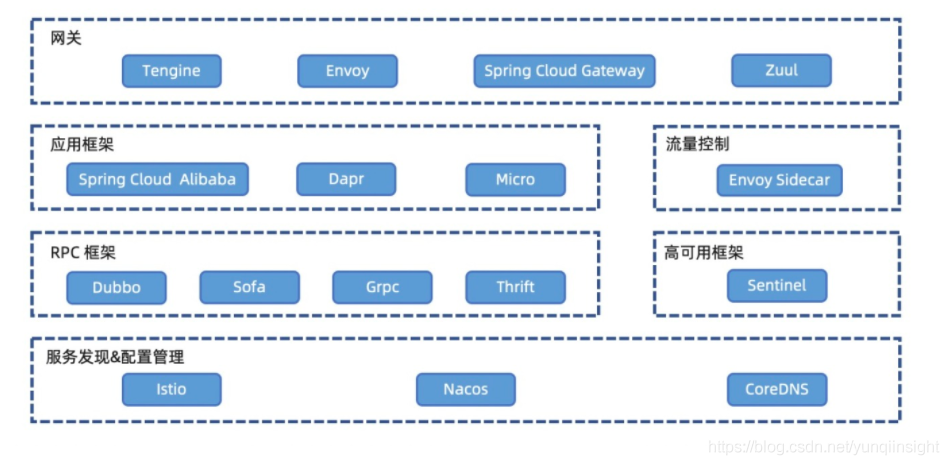 网关
Tengine Envoy Spring Cloud Gateway Zuul
应用框架
Spring Cloud Alibaba Dapr Micro
流量控制
Envoy Sidecar
RPC 框架
Dubbo Sofa Grpc Thrift
高可用框架
Sentinel
服务发现&配置管理
Istio Nacos CoreDNS
https://blog.csdn.net/yunqiinsight